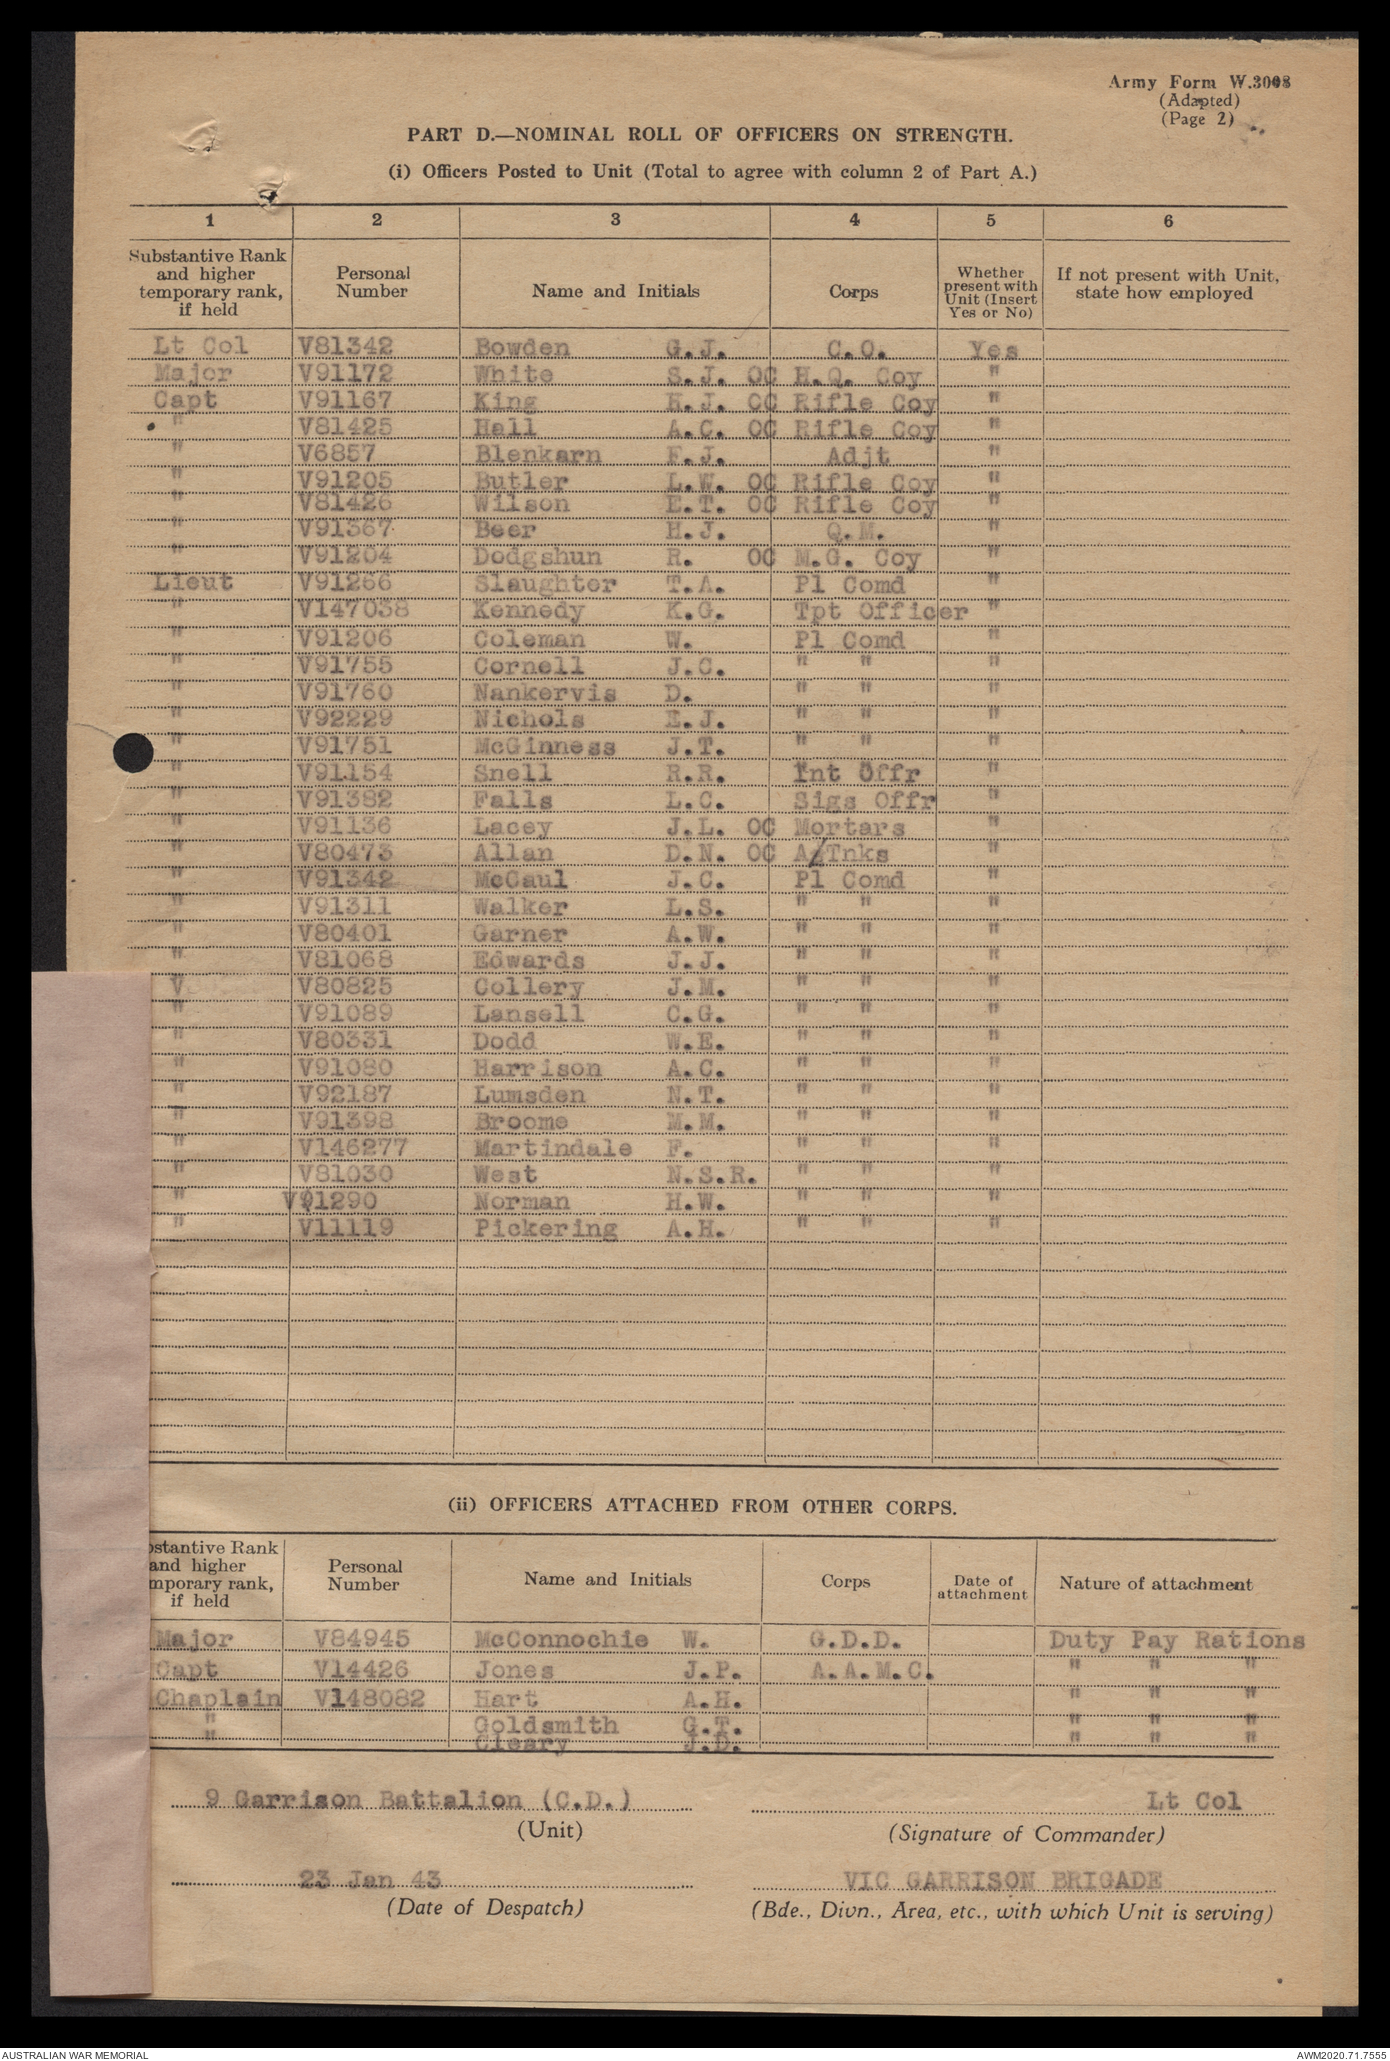 Army Form W.3008
(Adapted)
(Page 2)
PART D.—NOMINAL ROLL OF OFFICERS ON STRENGTH.
(i) Officers Posted to Unit (Total to agree with column 2 of Part A.)
1 2 3 4 5 6
Substantive Rank and higher temporary rank, if held Personal Number Name and Initials Corps Whether present with Unit (Insert Yes or No) If not present with Unit, state how employed
Lt Col V81342 Bowden G.J. C.O. Yes
Major V91172 White S.J. OC H.Q. Coy "
Capt V91167 King H.J. OC Rifle Coy "
" V81425 Hall A.C. OC Rifle Coy "
" V6857 Blenkarn F.J. Adjt "
" V91205 Butler L.W. OC Rifle Coy "
" V81426 Wilson E.T. OC Rifle Coy "
" V91367 Beer H.J. Q.M. "
" V91204 Dodgshun R. OC M.G. Coy "
Lieut V91266 Slaughter T.A. Pl Comd "
" V147038 Kennedy K.G. Tpt Officer "
" V91206 Coleman W. Pl Comd "
" V91755 Cornell J.C. " " "
" V91760 Nankervis D. " " "
" V92229 Nichols E.J. " " "
" V91751 McGinness J.T. " " "
" V91154 Snell R.R. Int Offr "
" V91382 Falls L.C. Sigs Offr "
" V91136 Lacey J.L. OC Mortars "
" V80473 Allan D.N. OC A/Tnks "
" V91342 McCaul J.C. Pl Comd "
" V91311 Walker L.S. " " "
" V80401 Garner A.W. " " "
" V81068 Edwards J.J. " " "
V V80825 Collery J.M. " " "
" V91089 Lansell C.G. " " "
" V80331 Dodd W.E. " " "
" V91080 Harrison A.C. " " "
" V92187 Lumsden N.T. " " "
" V91398 Broome M.M. " " "
" V146277 Martindale F. " " "
" V81030 West N.S.R. " " "
" V91290 Norman H.W. " " "
" V11119 Pickering A.H. " " "
(ii) OFFICERS ATTACHED FROM OTHER CORPS.
bstantive Rank and higher mporary rank, if held Personal Number Name and Initials Corps Date of attachment Nature of attachment
Major V84945 McConnochie W. G.D.D. Duty Pay Rations
Capt V14426 Jones J.P. A.A.M.C. " " "
Chaplain V148082 Hart A.H. " " "
" Goldsmith G.T. " " "
" Cleary J.D. " " "
9 Garrison Battalion (C.D.) Lt Col
(Unit) (Signature of Commander)
23 Jan 43 VIC GARRISON BRIGADE
(Date of Despatch) (Bde., Divn., Area, etc., with which Unit is serving)
AUSTRALIAN WAR MEMORIAL AWM2020.71.7555